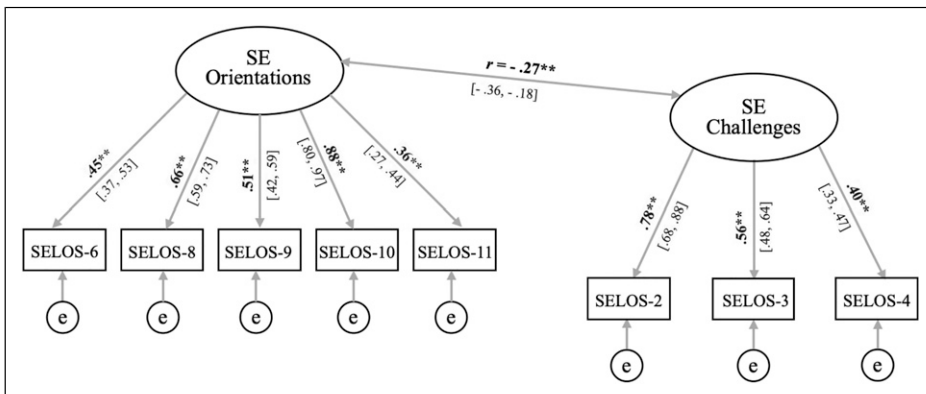 SE
Orientations
r = - .27**
[- .36, - .18]
SE
Challenges
.45**
[.37, .53]
.66**
[.59, .73]
.51**
[.42, .59]
.88**
[.80, .97]
.36**
[.27, .44]
.78**
[.68, .88]
.56**
[.48, .64]
.40**
[.33, .47]
SELOS-6
SELOS-8
SELOS-9
SELOS-10
SELOS-11
SELOS-2
SELOS-3
SELOS-4
e
e
e
e
e
e
e
e